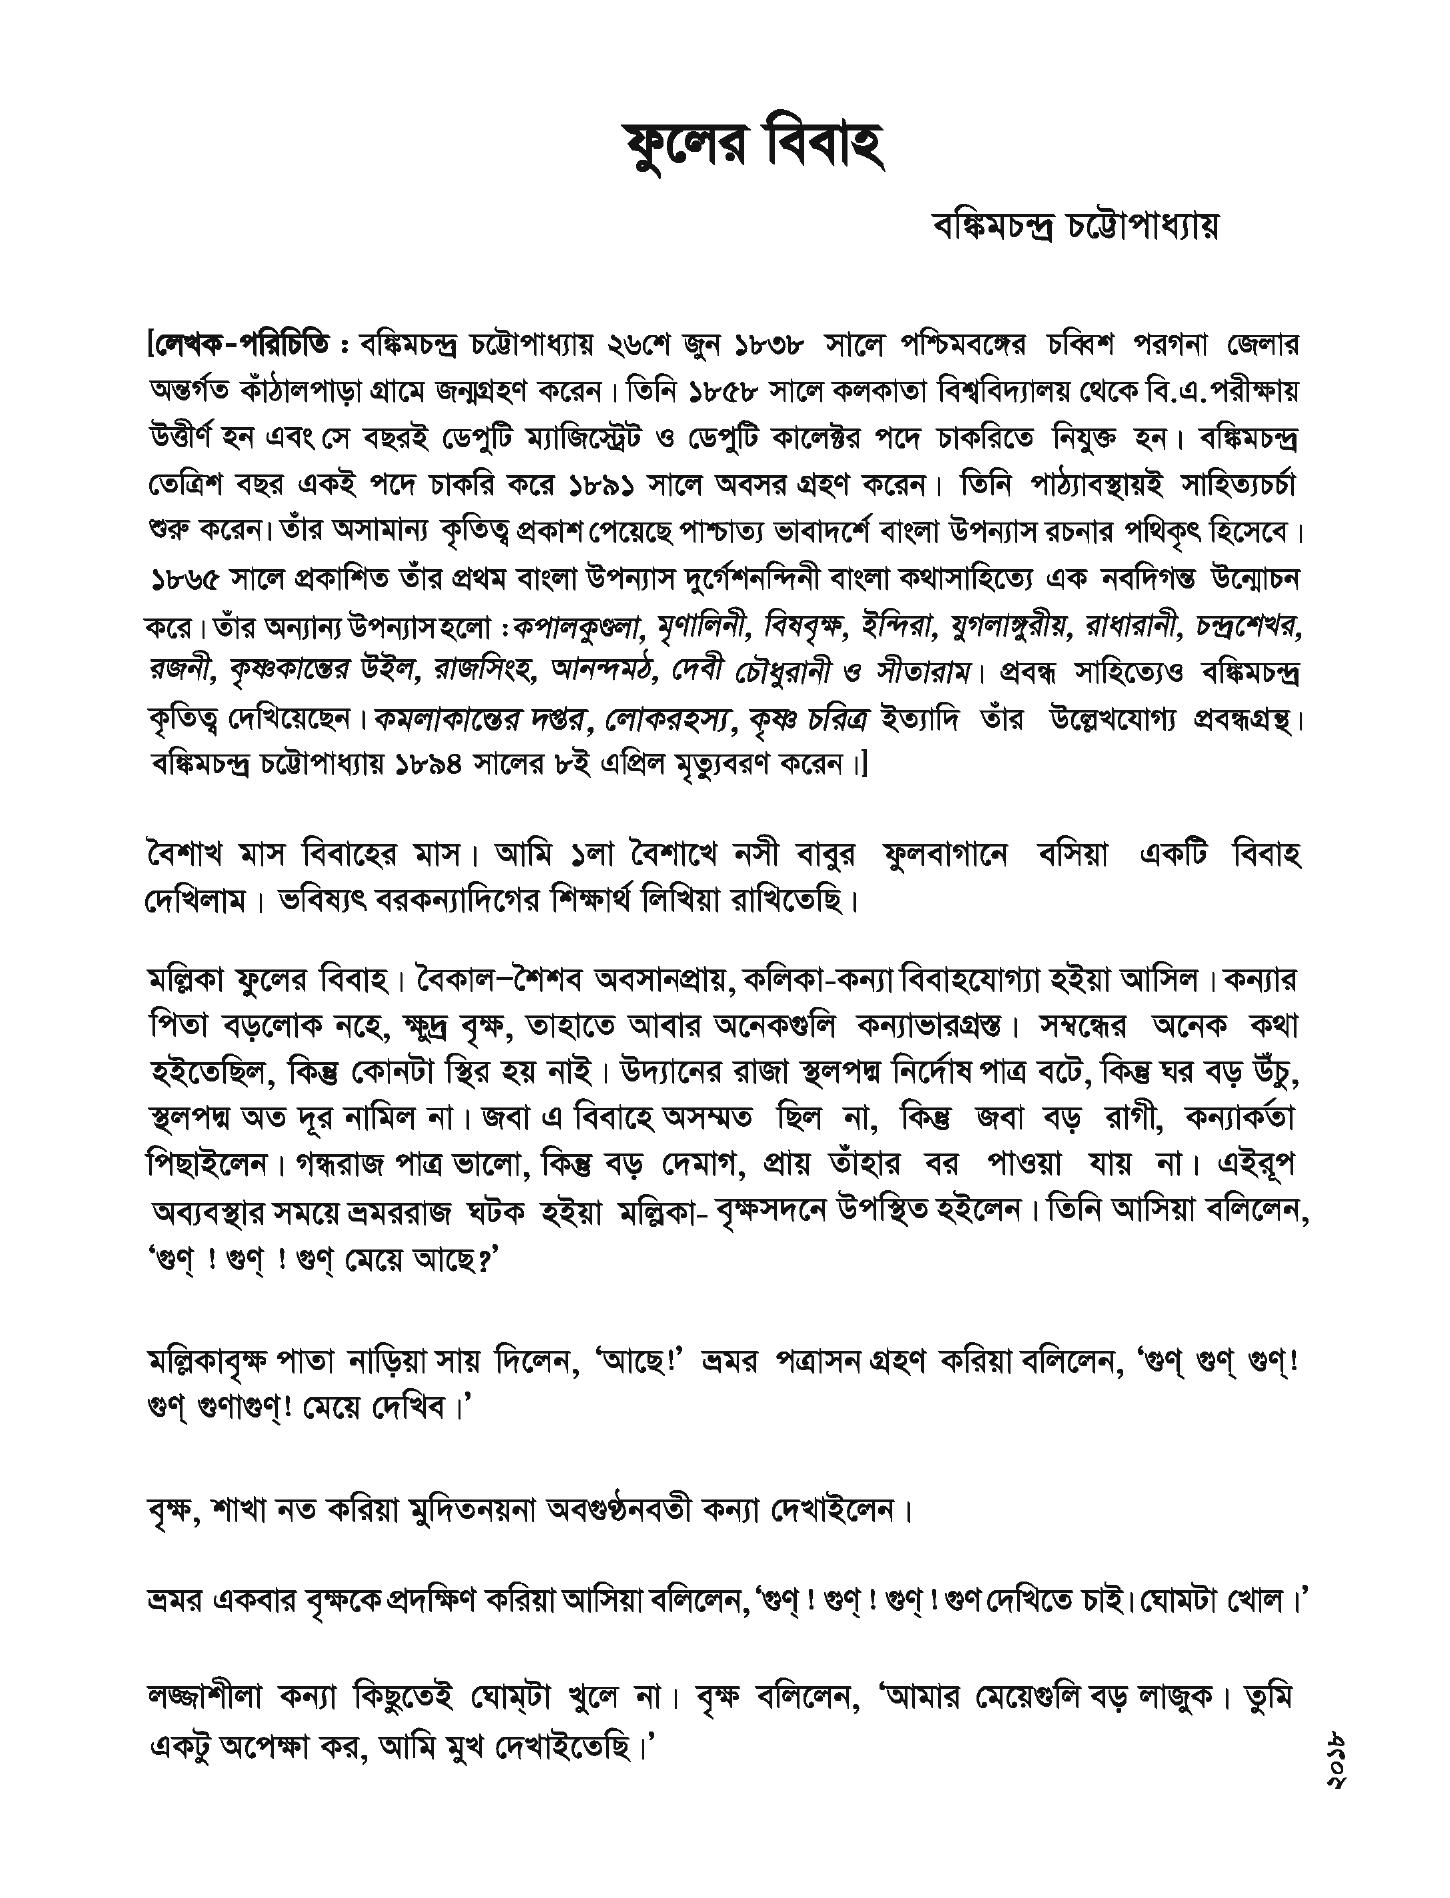 ফুলের বিবাহ
বঙ্কিমচন্দ্র চট্টোপাধ্যায়
[লেখক-পরিচিতি : বঙ্কিমচন্দ্র চট্টোপাধ্যায় ২৬শে জুন ১৮৩৮ সালে পশ্চিমবঙ্গের চব্বিশ পরগনা জেলার
অন্তর্গত কাঁঠালপাড়া গ্রামে জন্মগ্রহণ করেন। তিনি ১৮৫৮ সালে কলকাতা বিশ্ববিদ্যালয় থেকে বি.এ.পরীক্ষায়
উত্তীর্ণ হন এবং সে বছরই ডেপুটি ম্যাজিস্ট্রেট ও ডেপুটি কালেক্টর পদে চাকরিতে নিযুক্ত হন। বঙ্কিমচন্দ্র
তেত্রিশ বছর একই পদে চাকরি করে ১৮৯১ সালে অবসর গ্রহণ করেন। তিনি পাঠ্যাবস্থায়ই সাহিত্যচর্চা
শুরু করেন। তাঁর অসামান্য কৃতিত্ব প্রকাশ পেয়েছে পাশ্চাত্য ভাবাদর্শে বাংলা উপন্যাস রচনার পথিকৃৎ হিসেবে।
১৮৬৫ সালে প্রকাশিত তাঁর প্রথম বাংলা উপন্যাস দুর্গেশনন্দিনী বাংলা কথাসাহিত্যে এক নবদিগন্ত উন্মোচন
করে। তাঁর অন্যান্য উপন্যাস হলো : কপালকুণ্ডলা, মৃণালিনী, বিষবৃক্ষ, ইন্দিরা, যুগলাঙ্গুরীয়, রাধারানী, চন্দ্রশেখর,
রজনী, কৃষ্ণকান্তের উইল, রাজসিংহ, আনন্দমঠ, দেবী চৌধুরানী ও সীতারাম। প্রবন্ধ সাহিত্যেও বঙ্কিমচন্দ্র
কৃতিত্ব দেখিয়েছেন। কমলাকান্তের দপ্তর, লোকরহস্য, কৃষ্ণ চরিত্র ইত্যাদি তাঁর উল্লেখযোগ্য প্রবন্ধগ্রন্থ।
বঙ্কিমচন্দ্র চট্টোপাধ্যায় ১৮৯৪ সালের ৮ই এপ্রিল মৃত্যুবরণ করেন।]
বৈশাখ মাস বিবাহের মাস। আমি ১লা বৈশাখে নসী বাবুর ফুলবাগানে বসিয়া একটি বিবাহ
দেখিলাম। ভবিষ্যৎ বরকন্যাদিগের শিক্ষার্থ লিখিয়া রাখিতেছি।
মল্লিকা ফুলের বিবাহ। বৈকাল–শৈশব অবসানপ্রায়, কলিকা-কন্যা বিবাহযোগ্যা হইয়া আসিল। কন্যার
পিতা বড়লোক নহে, ক্ষুদ্র বৃক্ষ, তাহাতে আবার অনেকগুলি কন্যাভারগ্রস্ত। সম্বন্ধের অনেক কথা
হইতেছিল, কিন্তু কোনটা স্থির হয় নাই। উদ্যানের রাজা স্থলপদ্ম নির্দোষ পাত্র বটে, কিন্তু ঘর বড় উঁচু,
স্থলপদ্ম অত দূর নামিল না। জবা এ বিবাহে অসম্মত ছিল না, কিন্তু জবা বড় রাগী, কন্যাকর্তা
পিছাইলেন। গন্ধরাজ পাত্র ভালো, কিন্তু বড় দেমাগ, প্রায় তাঁহার বর পাওয়া যায় না। এইরূপ
অব্যবস্থার সময়ে ভ্রমররাজ ঘটক হইয়া মল্লিকা- বৃক্ষসদনে উপস্থিত হইলেন। তিনি আসিয়া বলিলেন,
‘গুণ্ ! গুণ্ ! গুণ্ মেয়ে আছে?’
মল্লিকাবৃক্ষ পাতা নাড়িয়া সায় দিলেন, ‘আছে!’ ভ্রমর পত্রাসন গ্রহণ করিয়া বলিলেন, ‘গুণ্ গুণ্ গুণ্!
গুণ্ গুণাগুণ্! মেয়ে দেখিব।’
বৃক্ষ, শাখা নত করিয়া মুদিতনয়না অবগুণ্ঠনবতী কন্যা দেখাইলেন।
ভ্রমর একবার বৃক্ষকে প্রদক্ষিণ করিয়া আসিয়া বলিলেন, ‘গুণ্ ! গুণ্ ! গুণ্ ! গুণ দেখিতে চাই। ঘোমটা খোল।’
লজ্জাশীলা কন্যা কিছুতেই ঘোম্‌টা খুলে না। বৃক্ষ বলিলেন, ‘আমার মেয়েগুলি বড় লাজুক। তুমি
একটু অপেক্ষা কর, আমি মুখ দেখাইতেছি।’
২০১৮